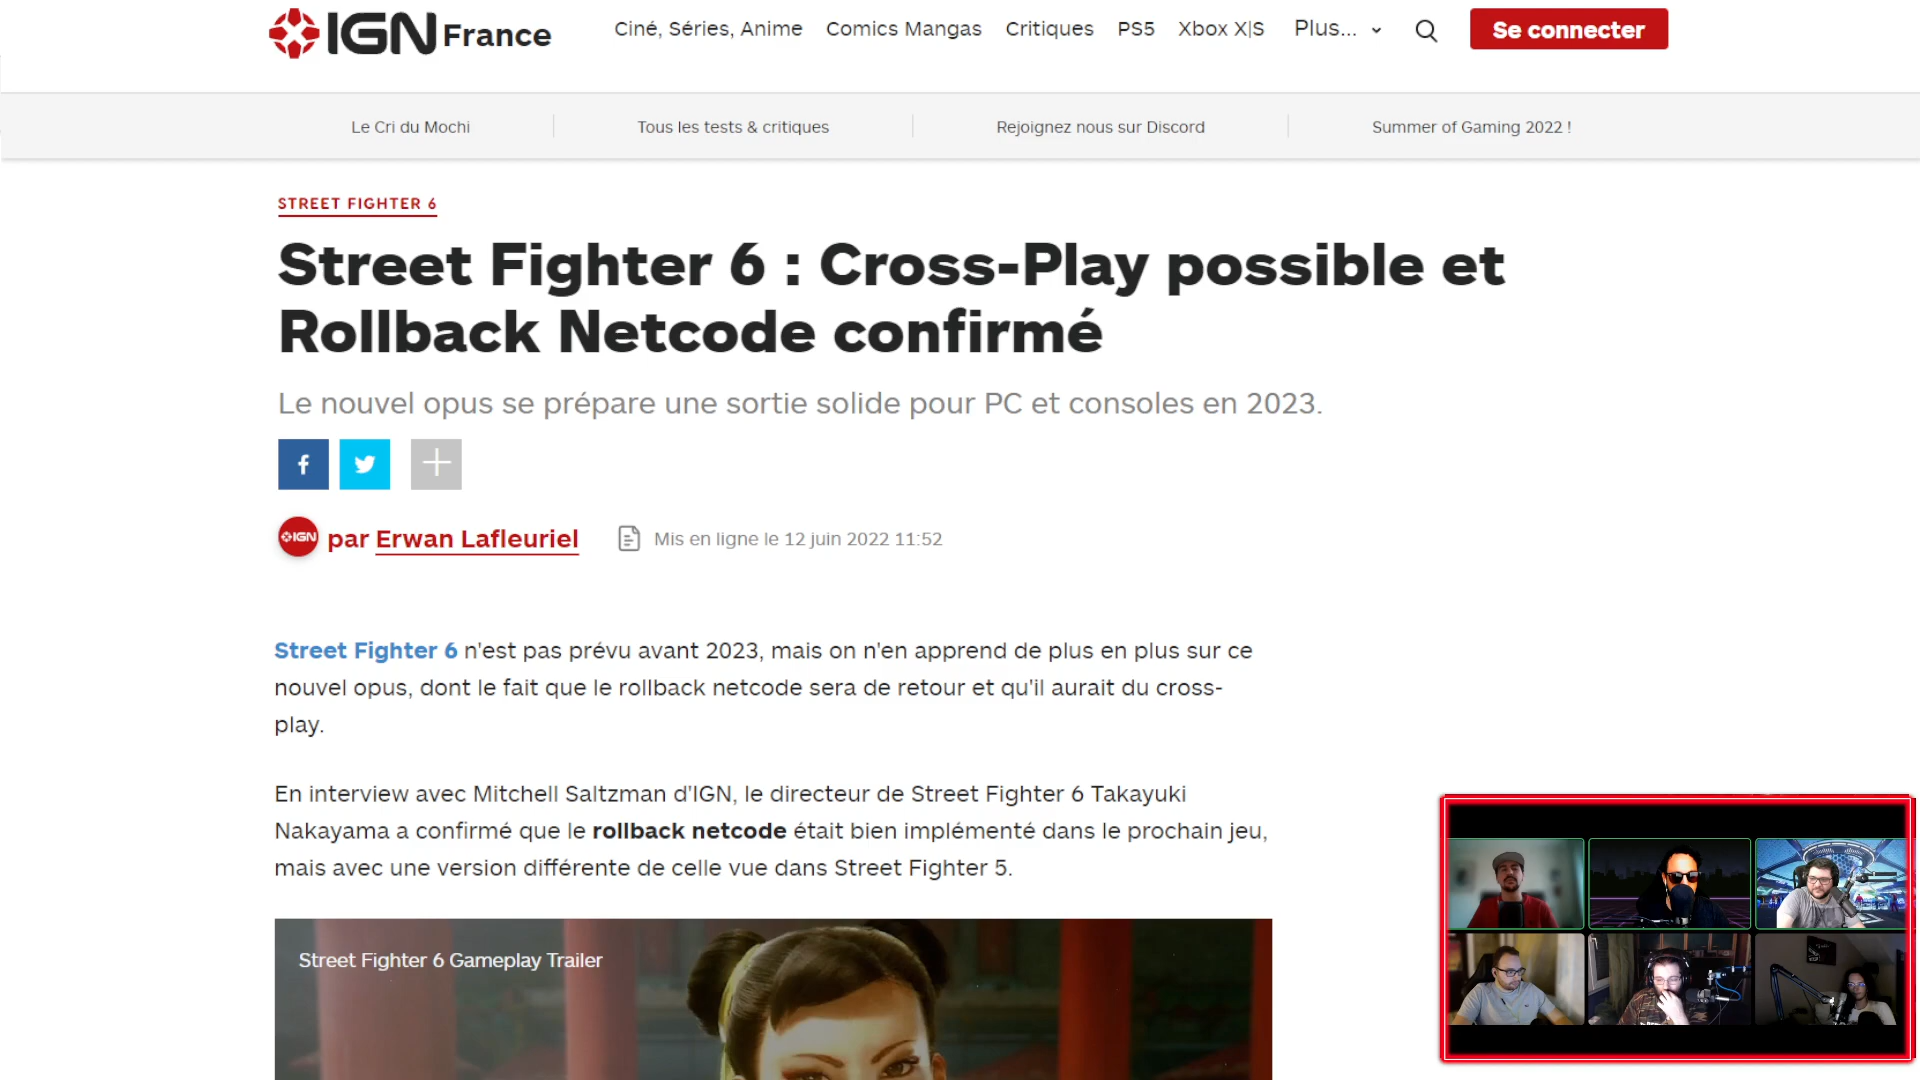 IGN France
Ciné, Séries, Anime Comics Mangas Critiques PS5 Xbox X|S Plus...
Se connecter
Le Cri du Mochi
Tous les tests & critiques
Rejoignez nous sur Discord
Summer of Gaming 2022 !
STREET FIGHTER 6
Street Fighter 6 : Cross-Play possible et
Rollback Netcode confirmé
Le nouvel opus se prépare une sortie solide pour PC et consoles en 2023.
IGN par Erwan Lafleuriel
Mis en ligne le 12 juin 2022 11:52
Street Fighter 6 n'est pas prévu avant 2023, mais on n'en apprend de plus en plus sur ce
nouvel opus, dont le fait que le rollback netcode sera de retour et qu'il aurait du cross-
play.
En interview avec Mitchell Saltzman d'IGN, le directeur de Street Fighter 6 Takayuki
Nakayama a confirmé que le rollback netcode était bien implémenté dans le prochain jeu,
mais avec une version différente de celle vue dans Street Fighter 5.
Street Fighter 6 Gameplay Trailer